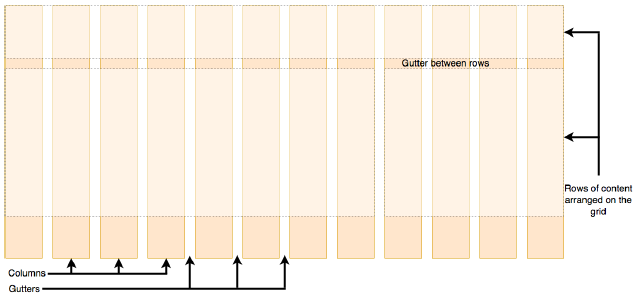 Gutter between rows
Rows of content
arranged on the
grid
Columns
Gutters